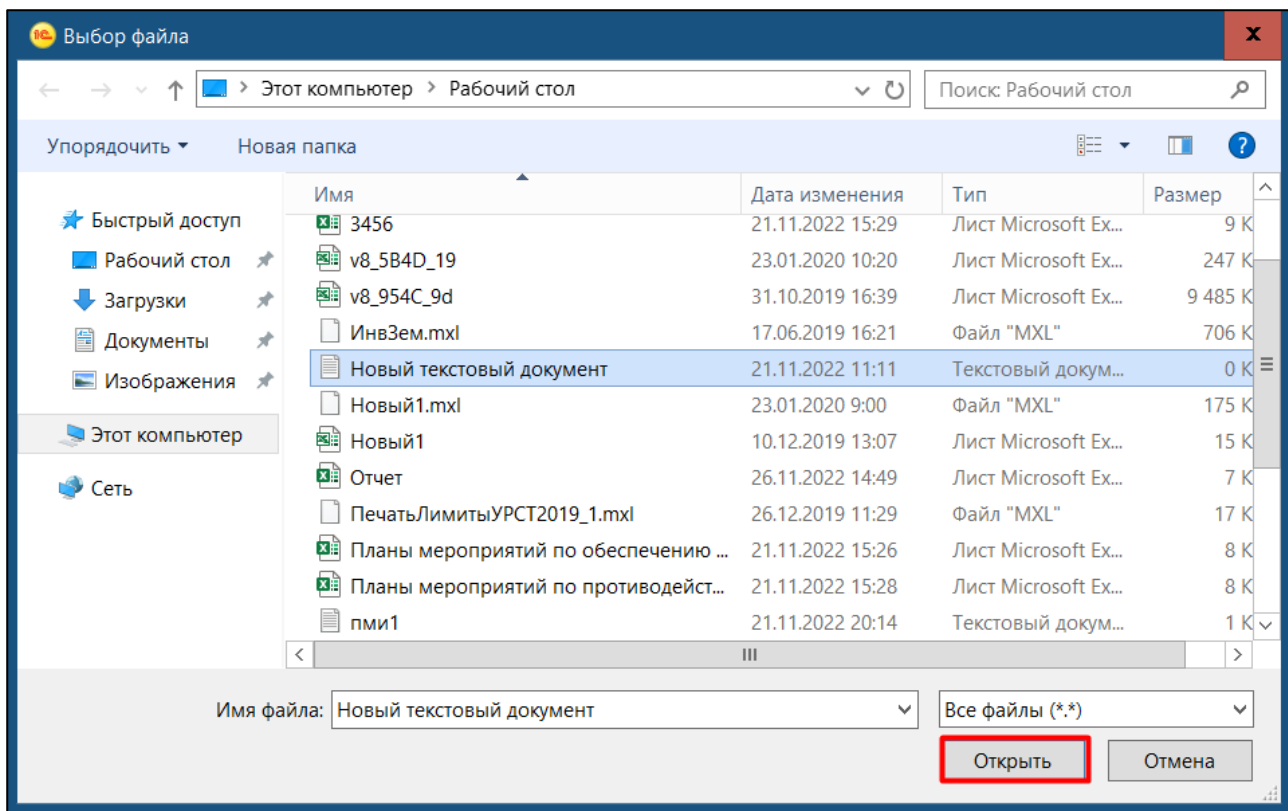 1С Выбор файла x
Этот компьютер > Рабочий стол Поиск: Рабочий стол
Упорядочить Новая папка ?
Имя Дата изменения Тип Размер
Быстрый доступ
Рабочий стол
Загрузки
Документы
Изображения
Этот компьютер
Сеть
3456 21.11.2022 15:29 Лист Microsoft Ex... 9 К
v8_5B4D_19 23.01.2020 10:20 Лист Microsoft Ex... 247 К
v8_954C_9d 31.10.2019 16:39 Лист Microsoft Ex... 9 485 К
ИнвЗем.mxl 17.06.2019 16:21 Файл "MXL" 706 К
Новый текстовый документ 21.11.2022 11:11 Текстовый докум... 0 К
Новый1.mxl 23.01.2020 9:00 Файл "MXL" 175 К
Новый1 10.12.2019 13:07 Лист Microsoft Ex... 15 К
Отчет 26.11.2022 14:49 Лист Microsoft Ex... 7 К
ПечатьЛимитыУРСТ2019_1.mxl 26.12.2019 11:29 Файл "MXL" 17 К
Планы мероприятий по обеспечению ... 21.11.2022 15:26 Лист Microsoft Ex... 8 К
Планы мероприятий по противодейст... 21.11.2022 15:28 Лист Microsoft Ex... 8 К
пми1 21.11.2022 20:14 Текстовый докум... 1 К
Имя файла: Новый текстовый документ Все файлы (*.*)
Открыть Отмена